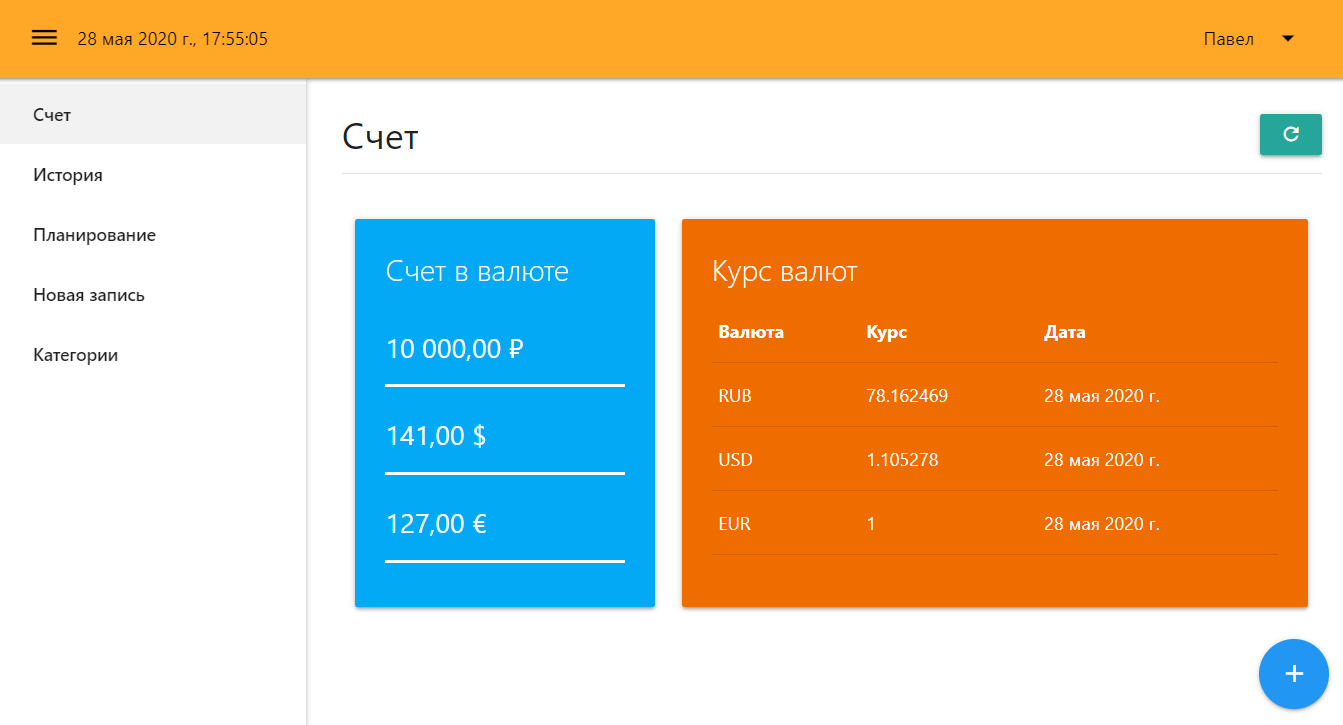 28 мая 2020 г., 17:55:05
Павел
Счет
История
Планирование
Новая запись
Категории
Счет
Счет в валюте
10 000,00 ₽
141,00 $
127,00 €
Курс валют
Валюта Курс Дата
RUB 78.162469 28 мая 2020 г.
USD 1.105278 28 мая 2020 г.
EUR 1 28 мая 2020 г.